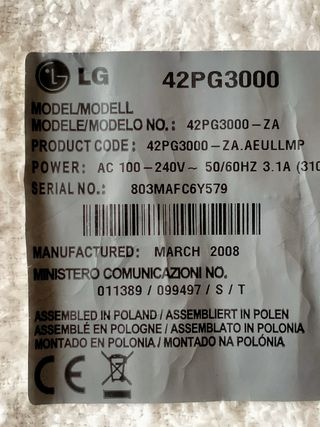 LG 42PG3000
MODEL/MODELL
MODELE/MODELO NO.: 42PG3000-ZA
PRODUCT CODE: 42PG3000-ZA.AEULLMP
POWER: AC 100-240V~ 50/60HZ 3.1A (310
SERIAL NO.: 803MAFC6Y579
MANUFACTURED: MARCH 2008
MINISTERO COMUNICAZIONI NO.
011389 / 099497 / S / T
ASSEMBLED IN POLAND / ASSEMBLIERT IN POLEN
ASSEMBLÉ EN POLOGNE / ASSEMBLATO IN POLONIA
MONTADO EN POLONIA / MONTADO NA POLÓNIA
CE